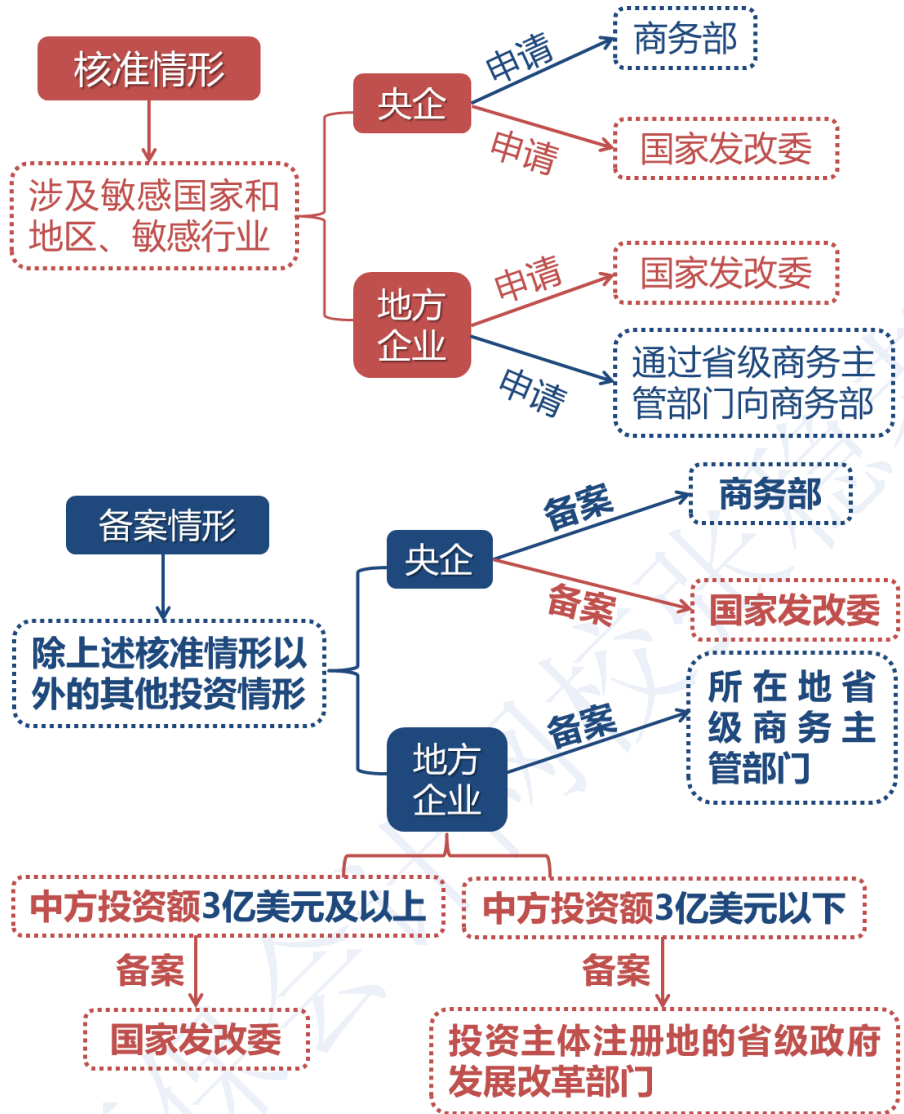 核准情形
涉及敏感国家和
地区、敏感行业
央企
申请
商务部
申请
国家发改委
地方
企业
申请
国家发改委
申请
通过省级商务主
管部门向商务部
备案情形
除上述核准情形以
外的其他投资情形
央企
备案
商务部
备案
国家发改委
地方
企业
备案
所在地省
级商务主
管部门
中方投资额3亿美元及以上
备案
国家发改委
中方投资额3亿美元以下
备案
投资主体注册地的省级政府
发展改革部门